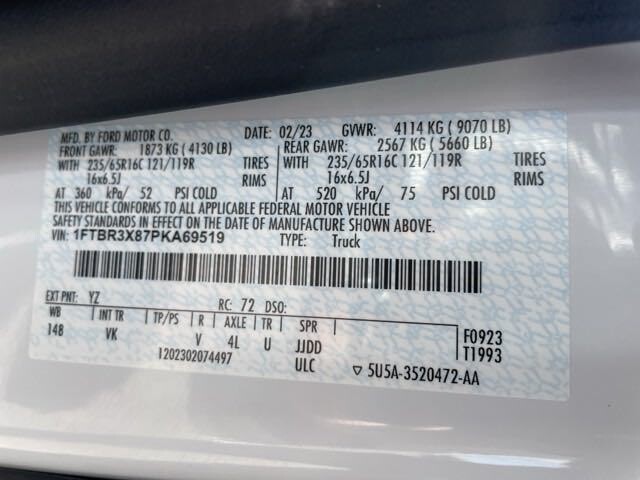 MFD. BY FORD MOTOR CO. DATE: 02/23 GVWR: 4114 KG ( 9070 LB)
FRONT GAWR: 1873 KG ( 4130 LB) REAR GAWR: 2567 KG ( 5660 LB)
WITH 235/65R16C 121/119R TIRES WITH 235/65R16C 121/119R TIRES
16x6.5J RIMS 16x6.5J RIMS
AT 360 kPa/ 52 PSI COLD AT 520 kPa/ 75 PSI COLD
THIS VEHICLE CONFORMS TO ALL APPLICABLE FEDERAL MOTOR VEHICLE
SAFETY STANDARDS IN EFFECT ON THE DATE OF MANUFACTURE SHOWN ABOVE.
VIN: 1FTBR3X87PKA69519 TYPE: Truck
EXT PNT: YZ RC: 72 DSO:
WB INT TR TP/PS R AXLE TR SPR F0923
148 VK V 4L U JJDD T1993
1202302074497 ULC ▽ 5U5A-3520472-AA